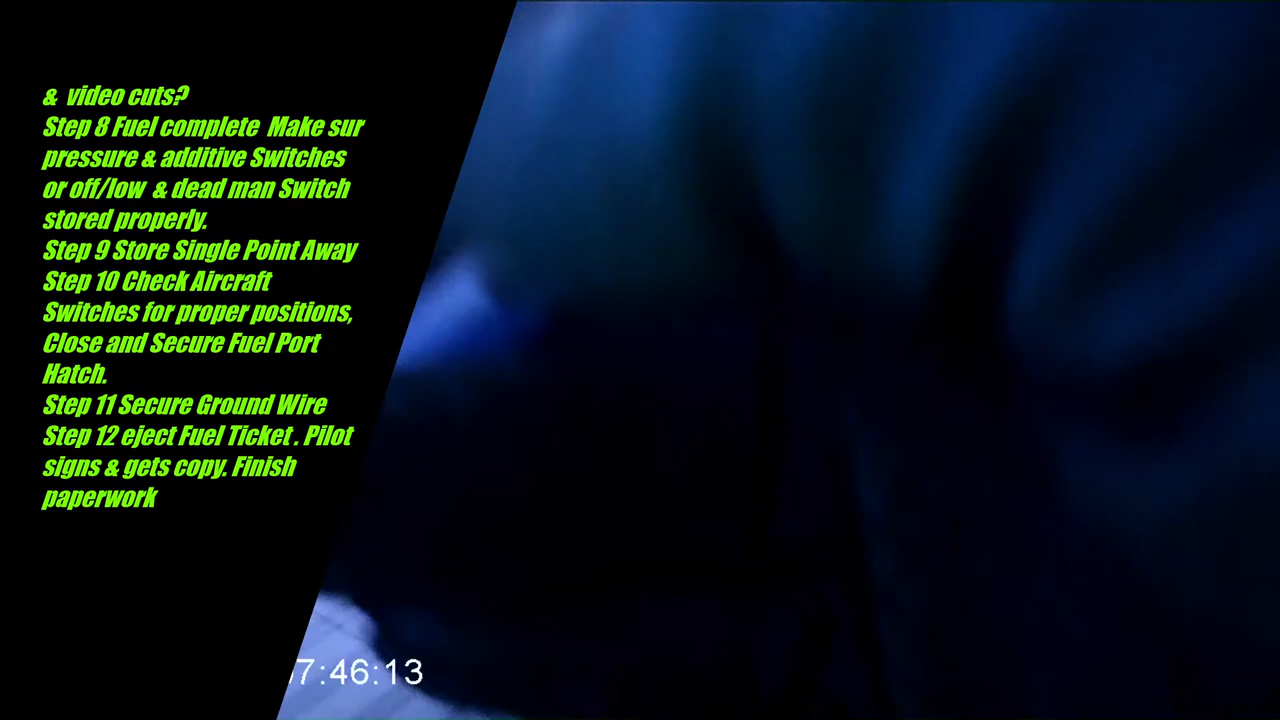 & video cuts?
Step 8 Fuel complete Make sur
pressure & additive Switches
or off/low & dead man Switch
stored properly.
Step 9 Store Single Point Away
Step 10 Check Aircraft
Switches for proper positions,
Close and Secure Fuel Port
Hatch.
Step 11 Secure Ground Wire
Step 12 eject Fuel Ticket . Pilot
signs & gets copy. Finish
paperwork
7:46:13